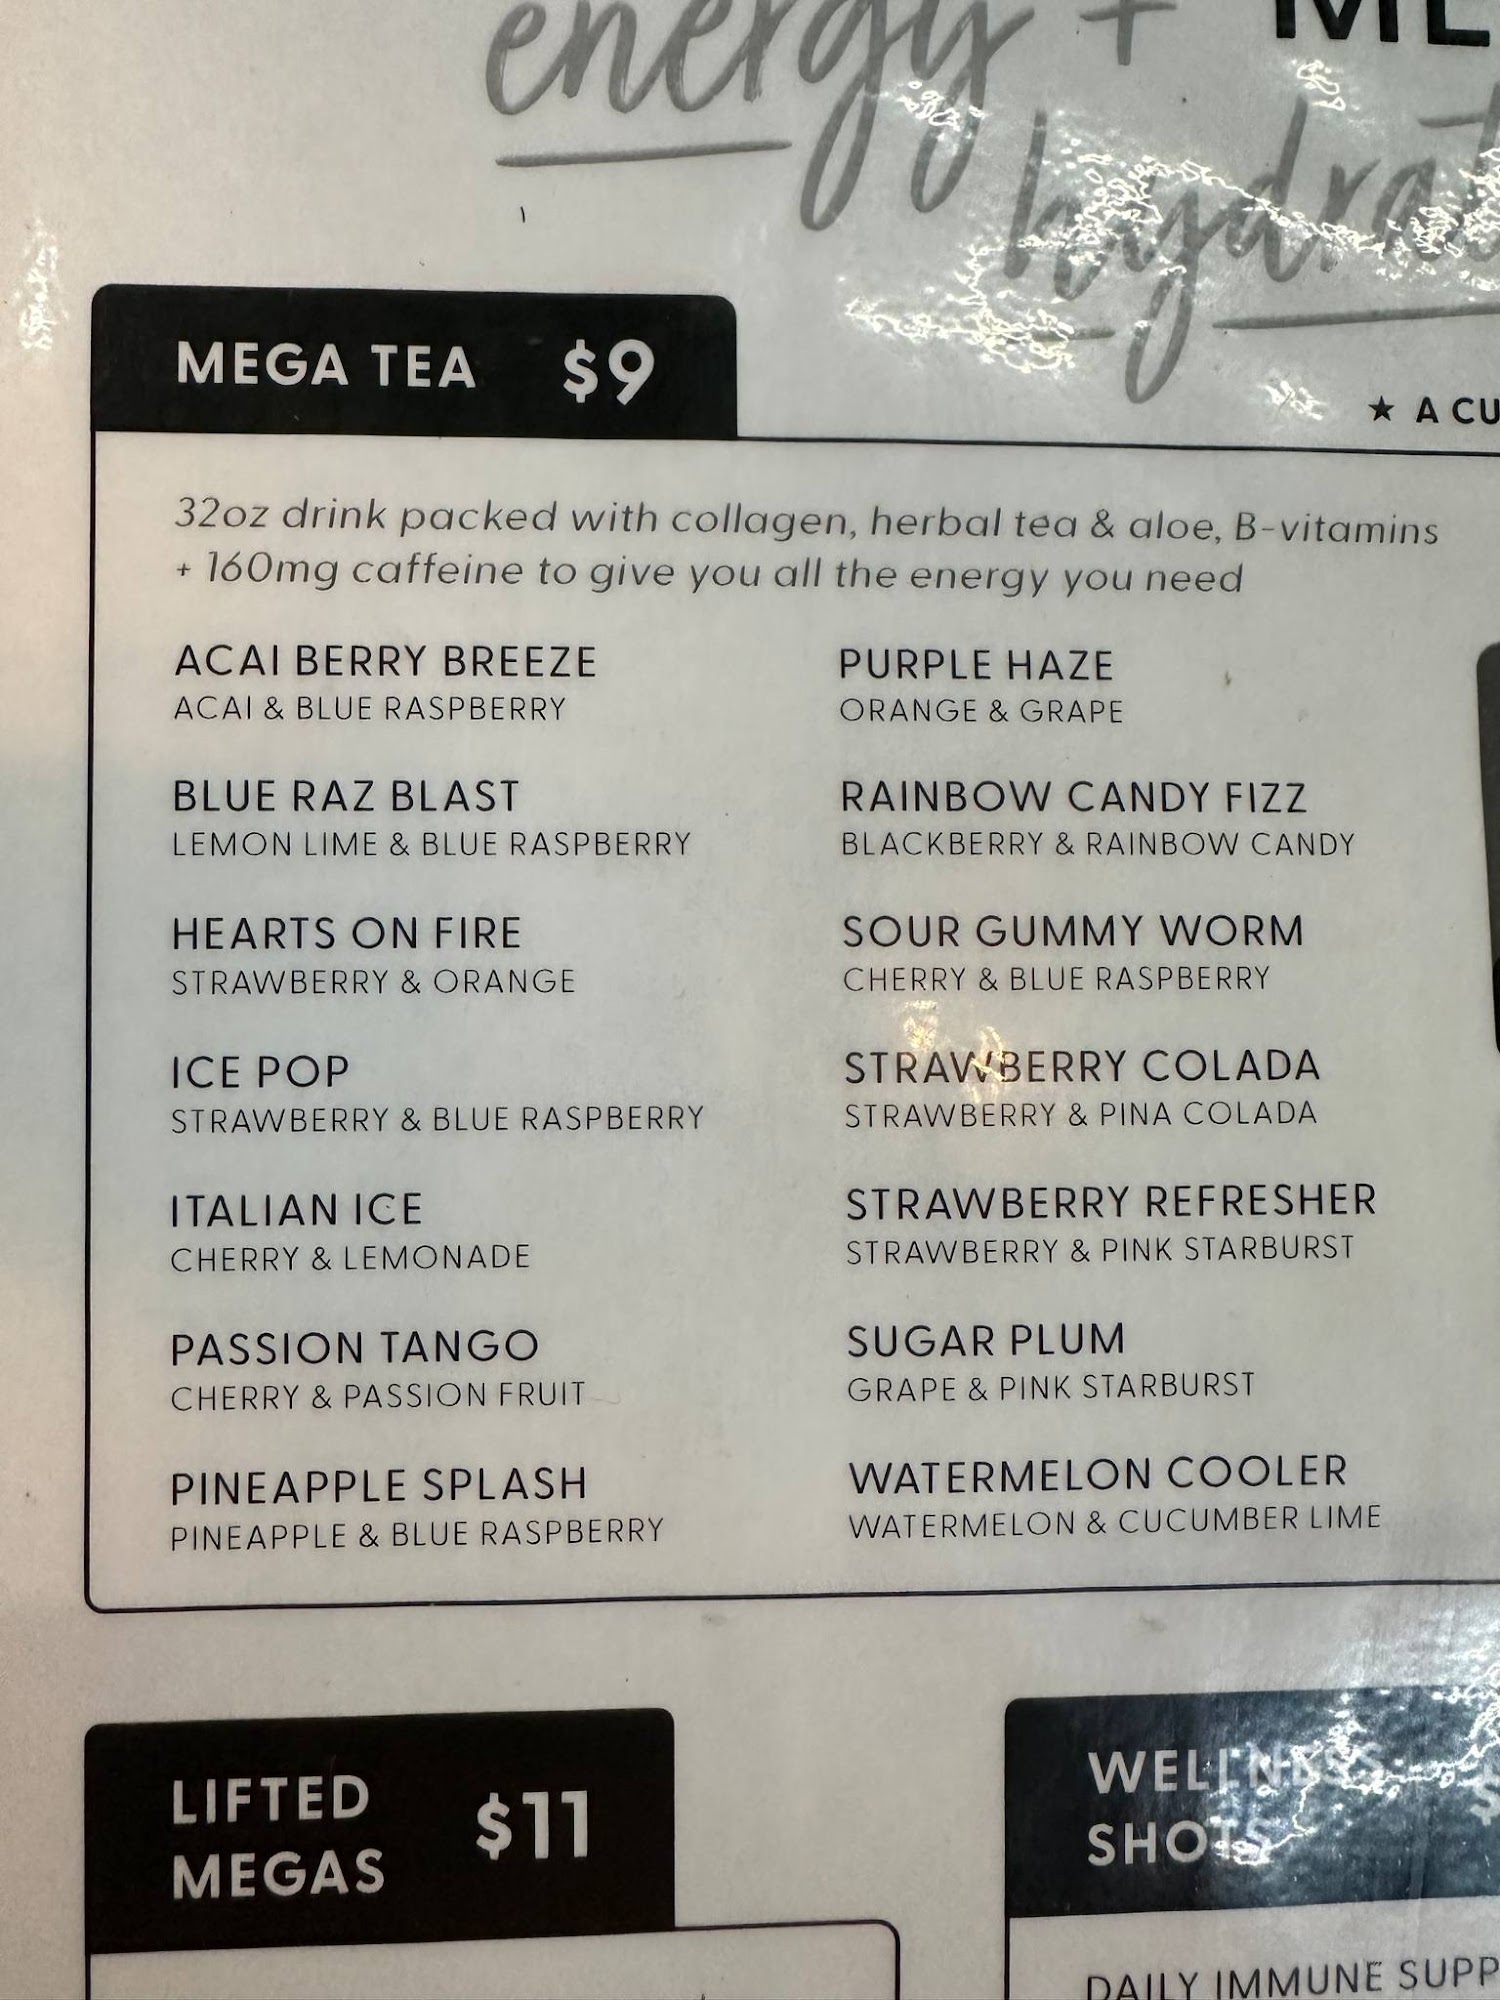 energy +
MEGA TEA $9
★ A
32oz drink packed with collagen, herbal tea & aloe, B-vitamins
+ 160mg caffeine to give you all the energy you need
ACAI BERRY BREEZE
ACAI & BLUE RASPBERRY
BLUE RAZ BLAST
LEMON LIME & BLUE RASPBERRY
HEARTS ON FIRE
STRAWBERRY & ORANGE
ICE POP
STRAWBERRY & BLUE RASPBERRY
ITALIAN ICE
CHERRY & LEMONADE
PASSION TANGO
CHERRY & PASSION FRUIT
PINEAPPLE SPLASH
PINEAPPLE & BLUE RASPBERRY
PURPLE HAZE
ORANGE & GRAPE
RAINBOW CANDY FIZZ
BLACKBERRY & RAINBOW CANDY
SOUR GUMMY WORM
CHERRY & BLUE RASPBERRY
STRAWBERRY COLADA
STRAWBERRY & PINA COLADA
STRAWBERRY REFRESHER
STRAWBERRY & PINK STARBURST
SUGAR PLUM
GRAPE & PINK STARBURST
WATERMELON COOLER
WATERMELON & CUCUMBER LIME
LIFTED
MEGAS
$11
WELLNESS
SHOTS
DAILY IMMUNE